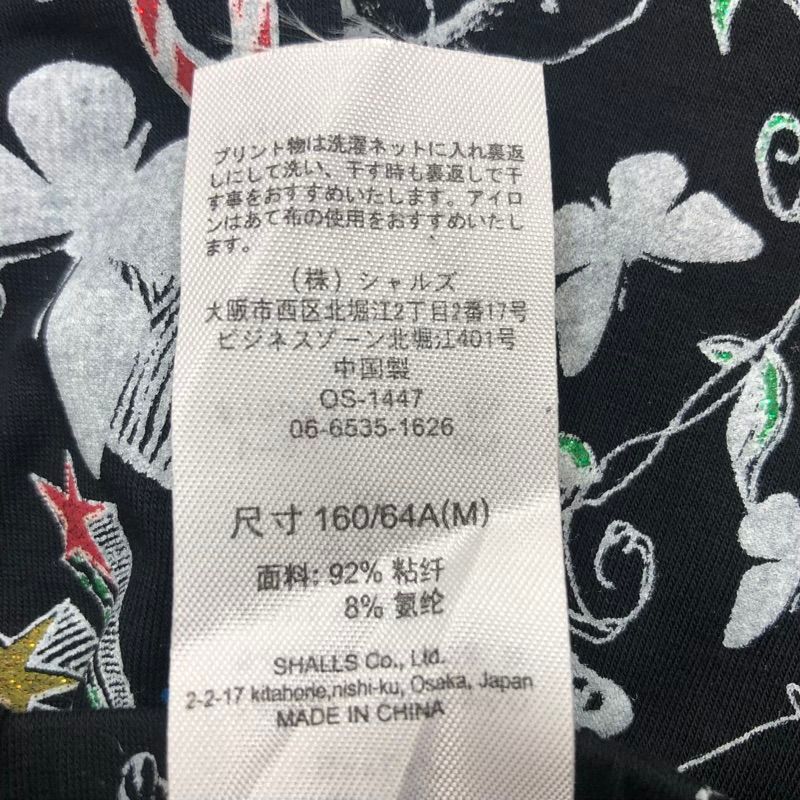 プリント物は洗濯ネットに入れ裏返
しにして洗い、干す時も裏返しで干
す事をおすすめいたします。アイロ
ンはあて布の使用をおすすめいたし
ます。
(株)シャルズ
大阪市西区北堀江2丁目2番17号
ビジネスゾーン北堀江401号
中国製
OS-1447
06-6535-1626
尺寸 160/64A(M)
面料: 92% 粘纤
8% 氨纶
SHALLS Co., Ltd.
2-2-17 kitahorie,nishi-ku, Osaka, Japan
MADE IN CHINA